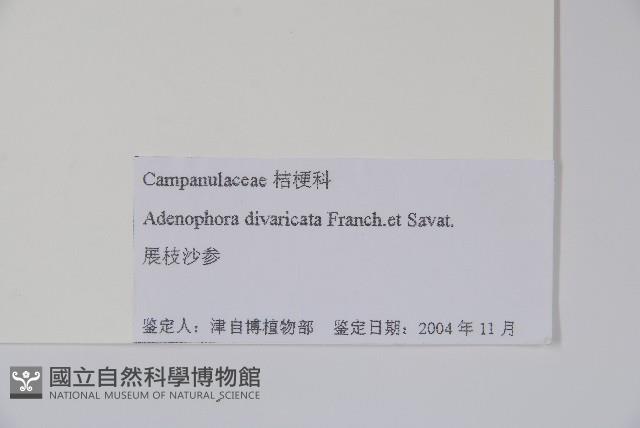 Campanulaceae 桔梗科
Adenophora divaricata Franch.et Savat.
展枝沙参
鉴定人：津自博植物部 鉴定日期：2004 年 11 月
國立自然科學博物館
NATIONAL MUSEUM OF NATURAL SCIENCE